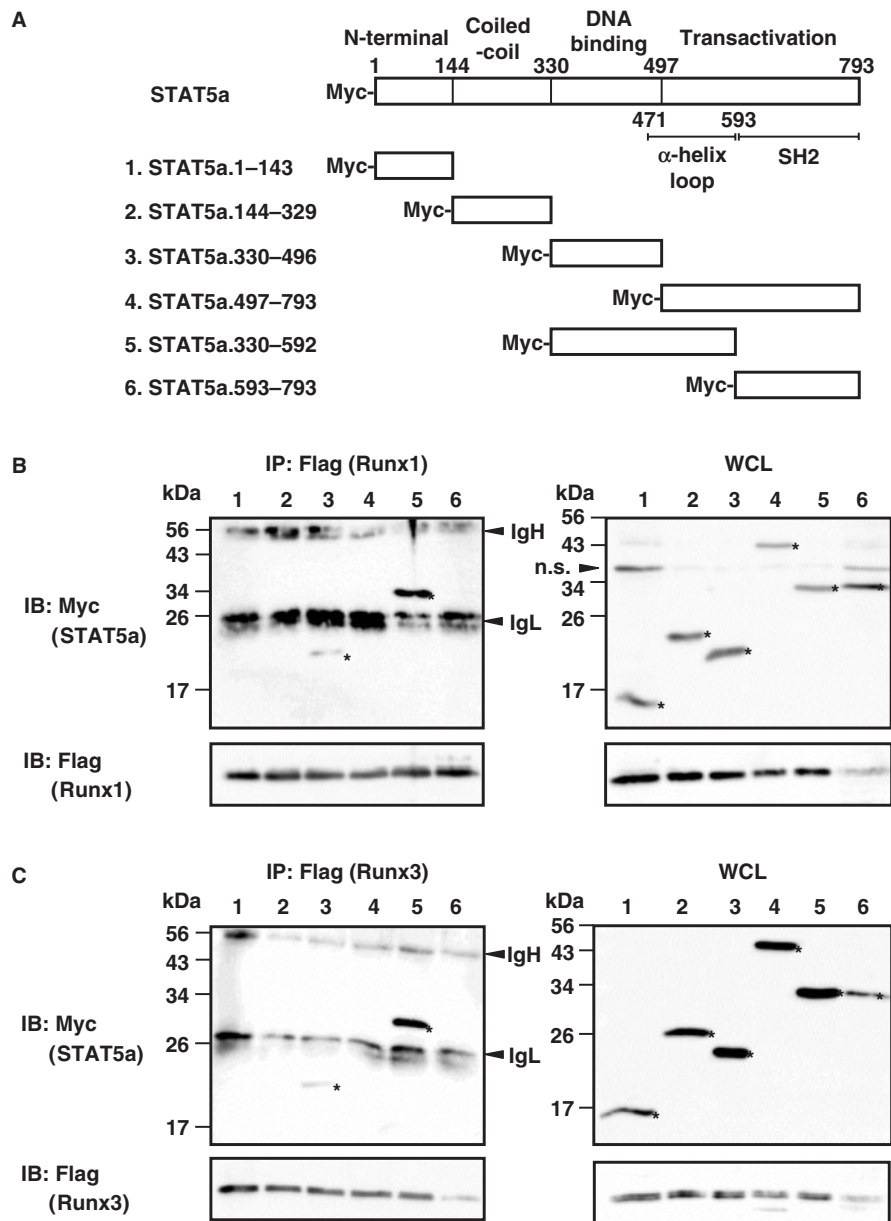 A
N-terminal Coiled-coil DNA binding Transactivation
1 144 330 497 793
STAT5a Myc-
471 593
α-helix loop SH2
1. STAT5a.1–143 Myc-
2. STAT5a.144–329 Myc-
3. STAT5a.330–496 Myc-
4. STAT5a.497–793 Myc-
5. STAT5a.330–592 Myc-
6. STAT5a.593–793 Myc-
B
IP: Flag (Runx1) WCL
kDa 1 2 3 4 5 6 kDa 1 2 3 4 5 6
56 IgH 56
43 43
n.s.
34 * 34
26 IgL 26
17 * 17
IB: Myc
(STAT5a)
IB: Flag
(Runx1)
C
IP: Flag (Runx3) WCL
kDa 1 2 3 4 5 6 kDa 1 2 3 4 5 6
56 56
43 IgH 43
34 34
26 * IgL 26
17 * 17
IB: Myc
(STAT5a)
IB: Flag
(Runx3)